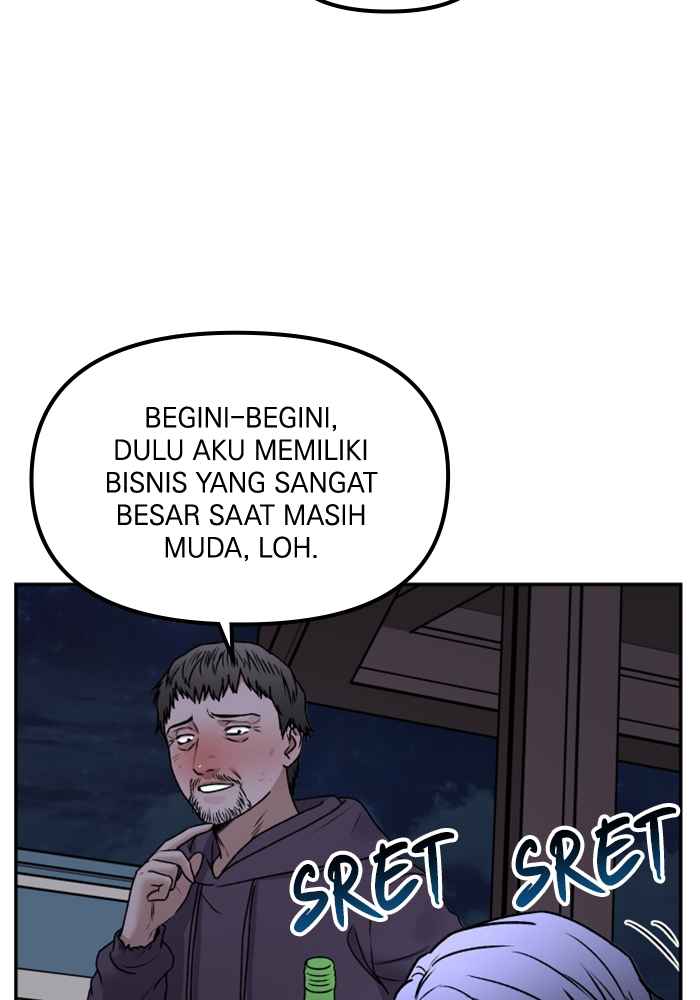 BEGINI-BEGINI,
DULU AKU MEMILIKI
BISNIS YANG SANGAT
BESAR SAAT MASIH
MUDA, LOH.
SRET
SRET